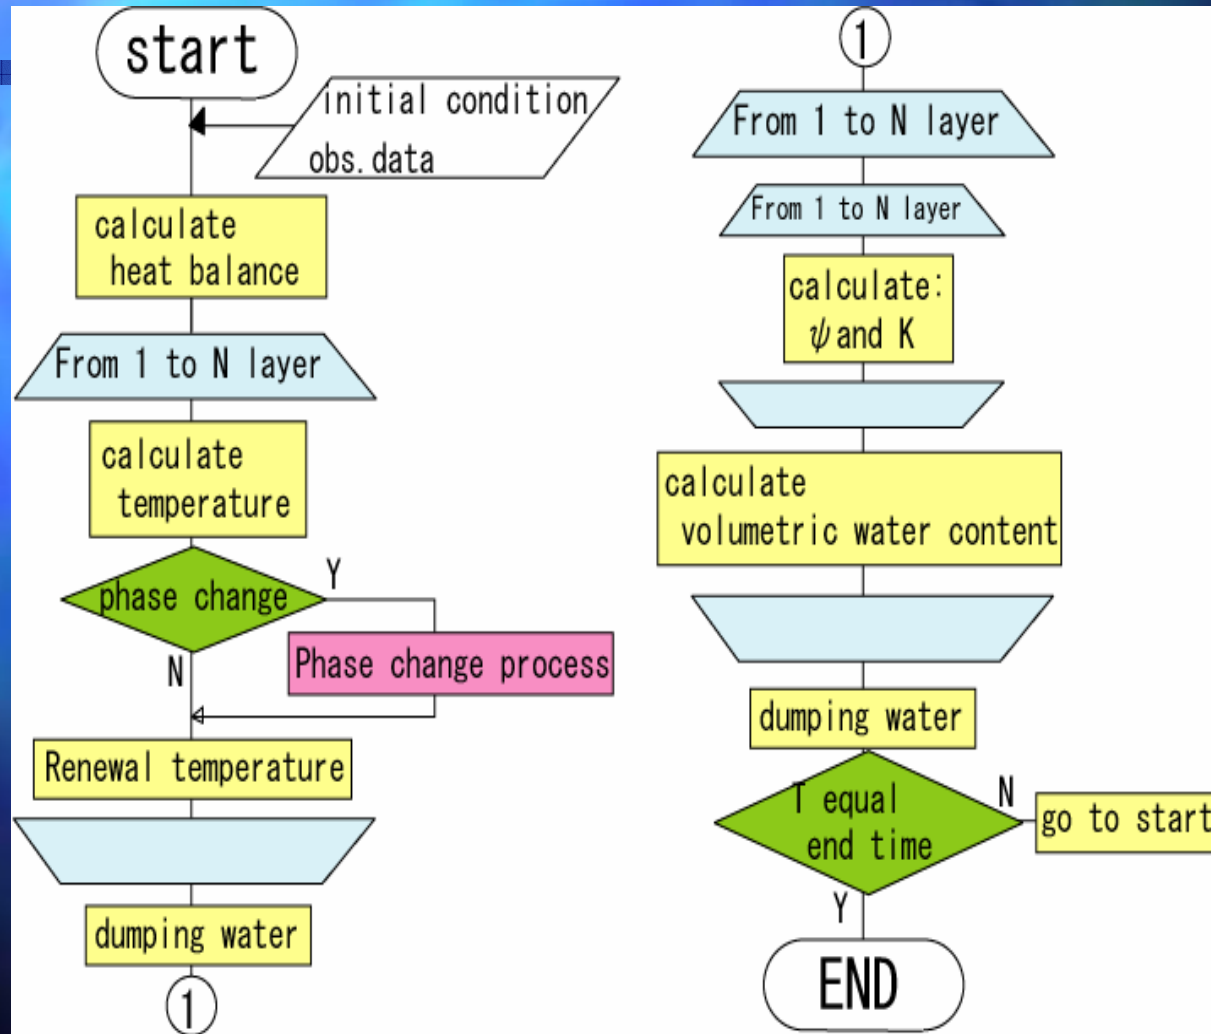 start
initial condition
obs.data
calculate
heat balance
From 1 to N layer
calculate
temperature
phase change
Y
N
Phase change process
Renewal temperature
dumping water
1
1
From 1 to N layer
From 1 to N layer
calculate:
ψ and K
calculate
volumetric water content
dumping water
T equal
end time
N
go to start
Y
END